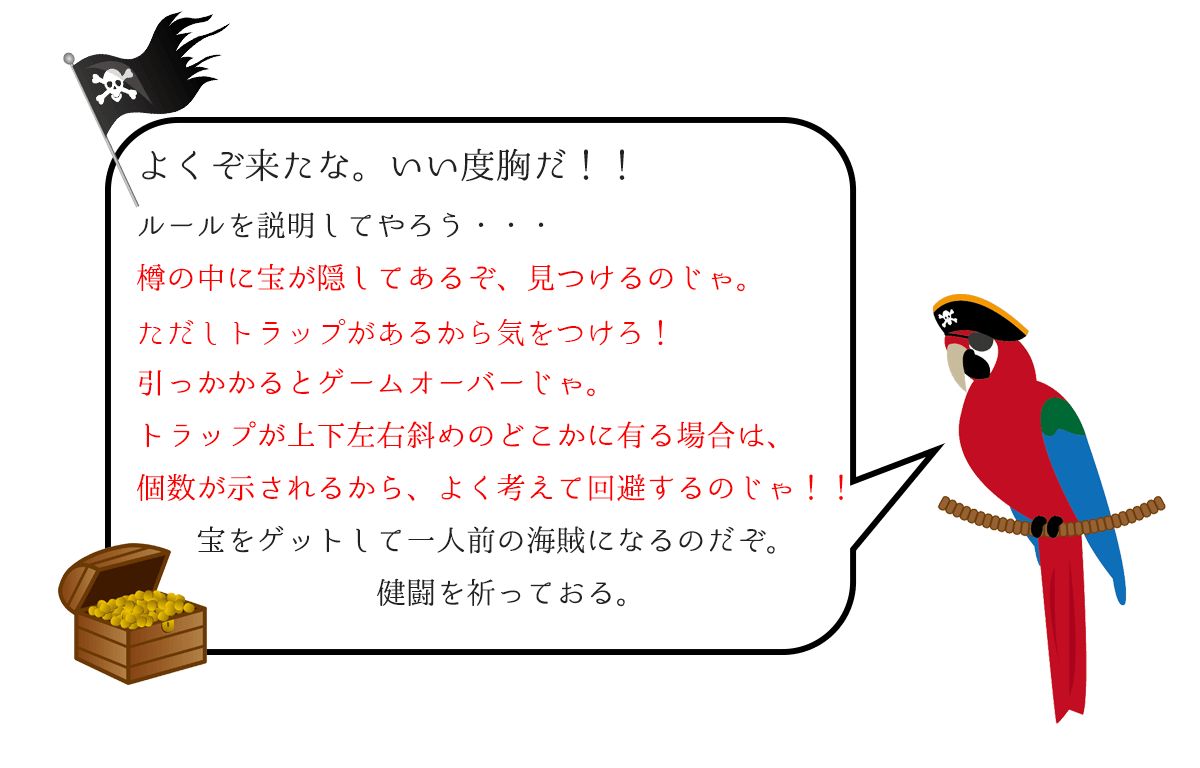 よくぞ来たな。いい度胸だ！！
ルールを説明してやろう・・・
樽の中に宝が隠してあるぞ、見つけるのじゃ。
ただしトラップがあるから気をつけろ！
引っかかるとゲームオーバーじゃ。
トラップが上下左右斜めのどこかに有る場合は、
個数が示されるから、よく考えて回避するのじゃ！！
宝をゲットして一人前の海賊になるのだぞ。
健闘を祈っておる。